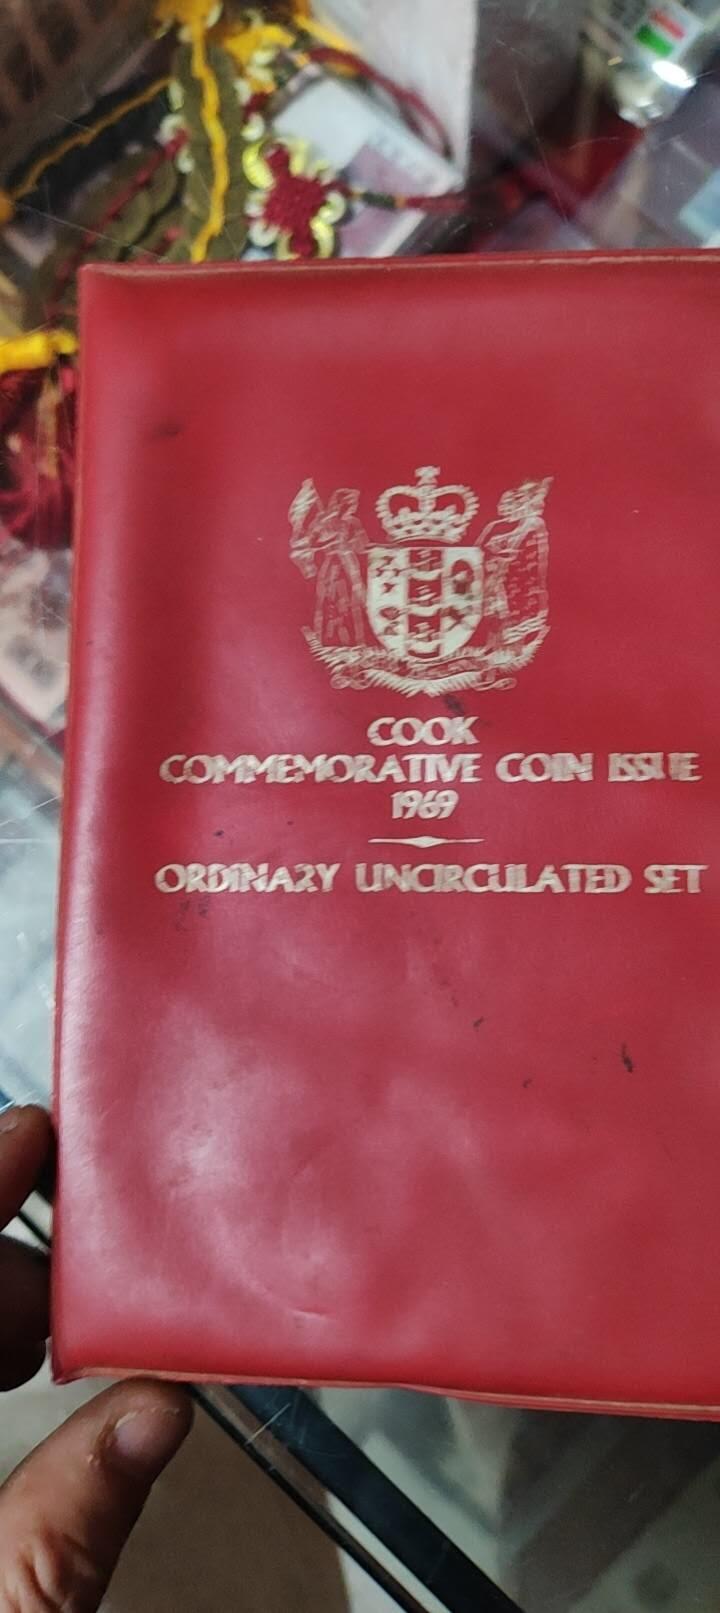 COOK
COMMEMORATIVE COIN ISSUE
1969
ORDINARY UNCIRCULATED SET